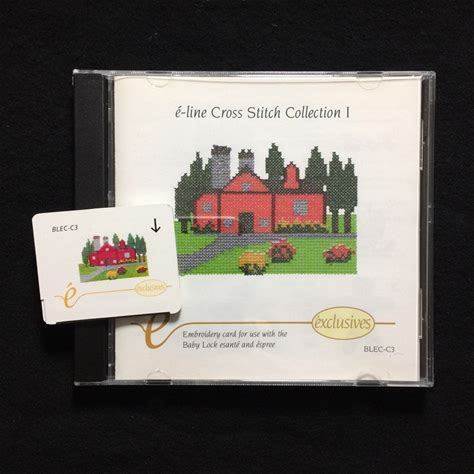 é-line Cross Stitch Collection I
BLEC-C3
é
exclusives
é
éxclusives
Embroidery card for use with the
Baby Lock esanté and éspree
BLEC-C3